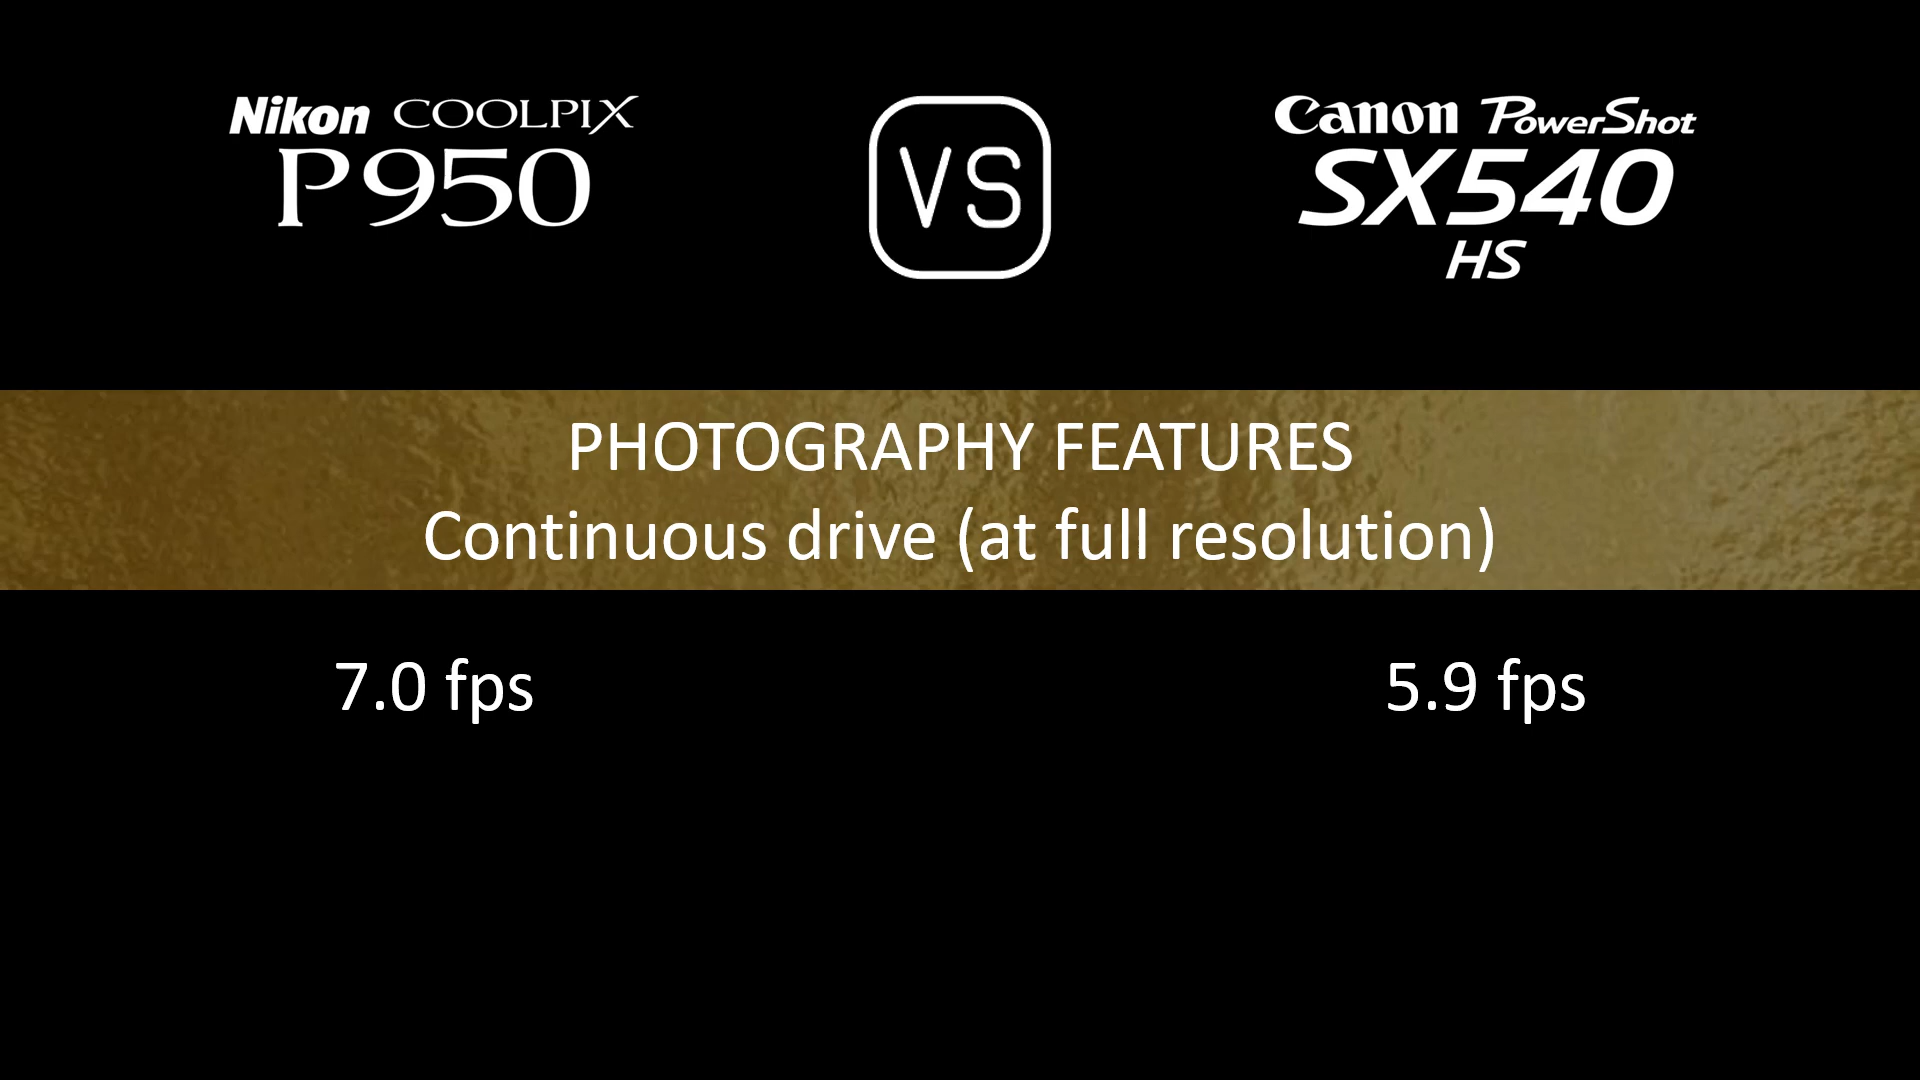 Nikon COOLPIX
P950
VS
Canon PowerShot
SX540
HS
PHOTOGRAPHY FEATURES
Continuous drive (at full resolution)
7.0 fps
5.9 fps